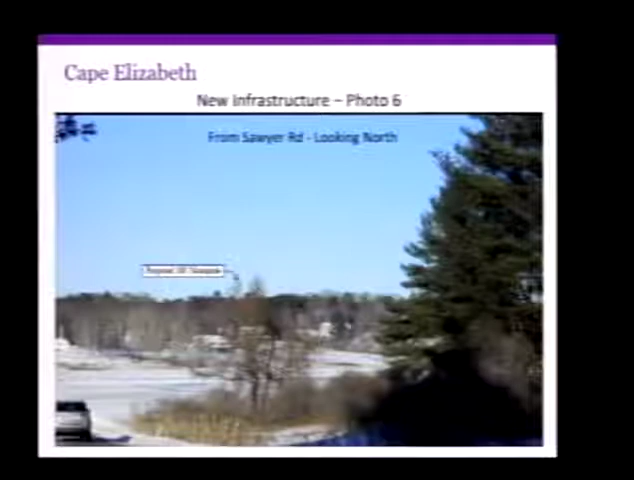 Cape Elizabeth
New Infrastructure – Photo 6
From Sawyer Rd - Looking North